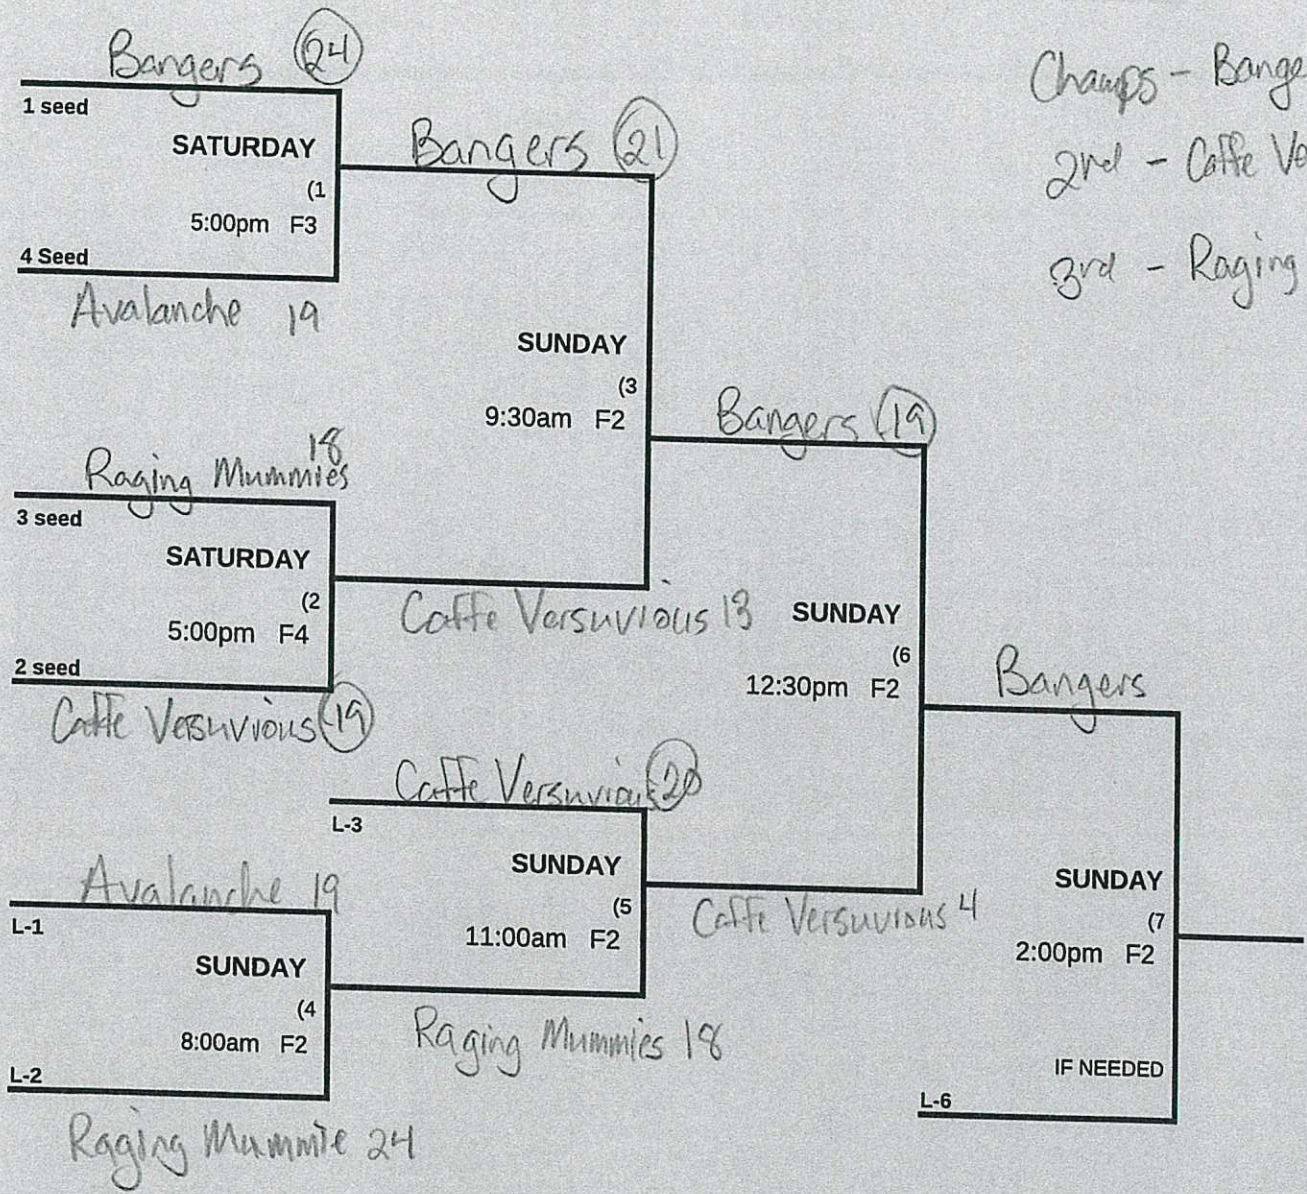 Bangers 24
1 seed
SATURDAY
(1
5:00pm F3
4 Seed
Avalanche 19
Bangers 21
SUNDAY
(3
9:30am F2
Raging Mummies 18
3 seed
SATURDAY
(2
5:00pm F4
2 seed
Caffe Versuvious 19
Caffe Versuvious 13
Bangers 19
SUNDAY
(6
12:30pm F2
Caffe Versuvious 20
L-3
SUNDAY
(5
11:00am F2
Avalanche 19
L-1
SUNDAY
(4
8:00am F2
L-2
Raging Mummie 24
Raging Mummies 18
Caffe Versuvious 4
Bangers
SUNDAY
(7
2:00pm F2
IF NEEDED
L-6
Champs - Bange
2nd - Caffe Ve
3rd - Raging